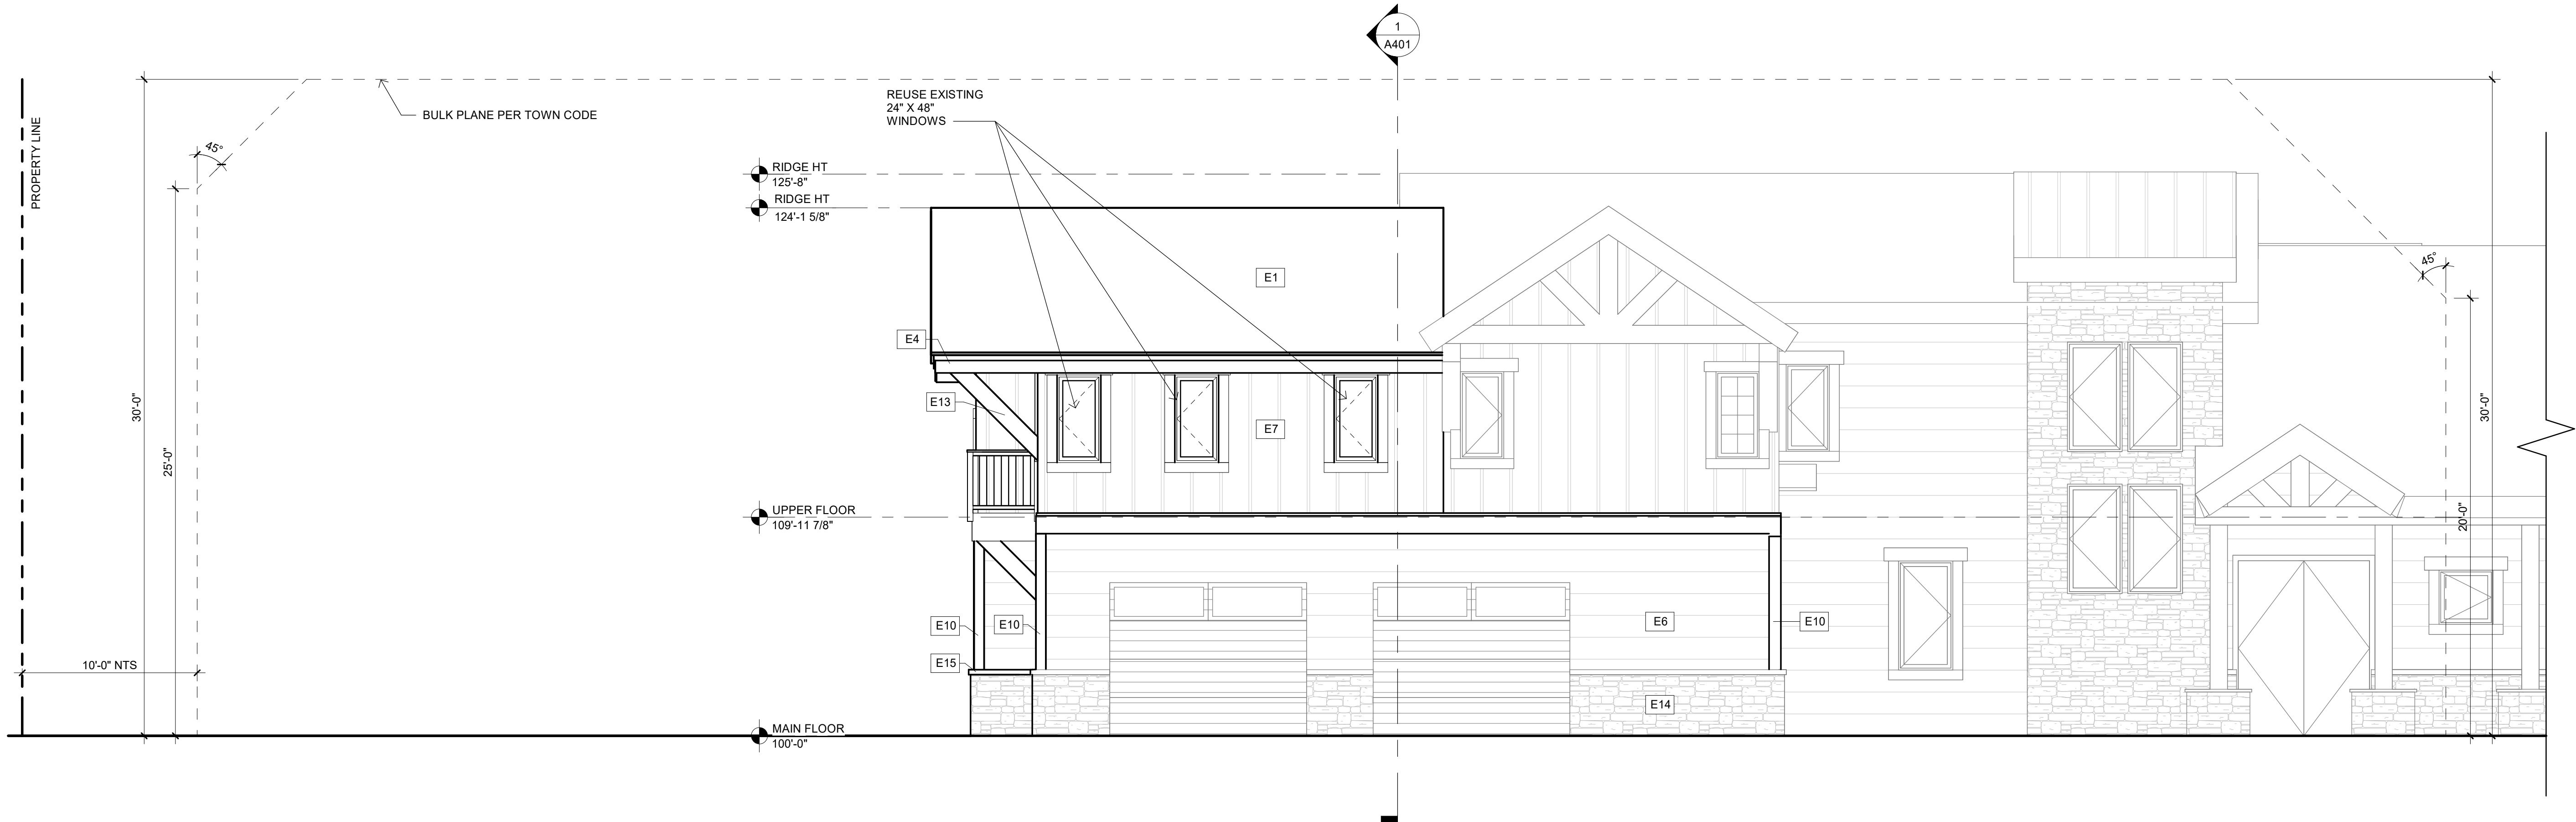 1
A401
PROPERTY LINE
BULK PLANE PER TOWN CODE
REUSE EXISTING
24" X 48"
WINDOWS
45°
RIDGE HT
125'-8"
RIDGE HT
124'-1 5/8"
E1
45°
E4
30'-0"
E13
E7
30'-0"
25'-0"
UPPER FLOOR
109'-11 7/8"
20'-0"
E10
E10
E6
E10
E15
10'-0" NTS
E14
MAIN FLOOR
100'-0"